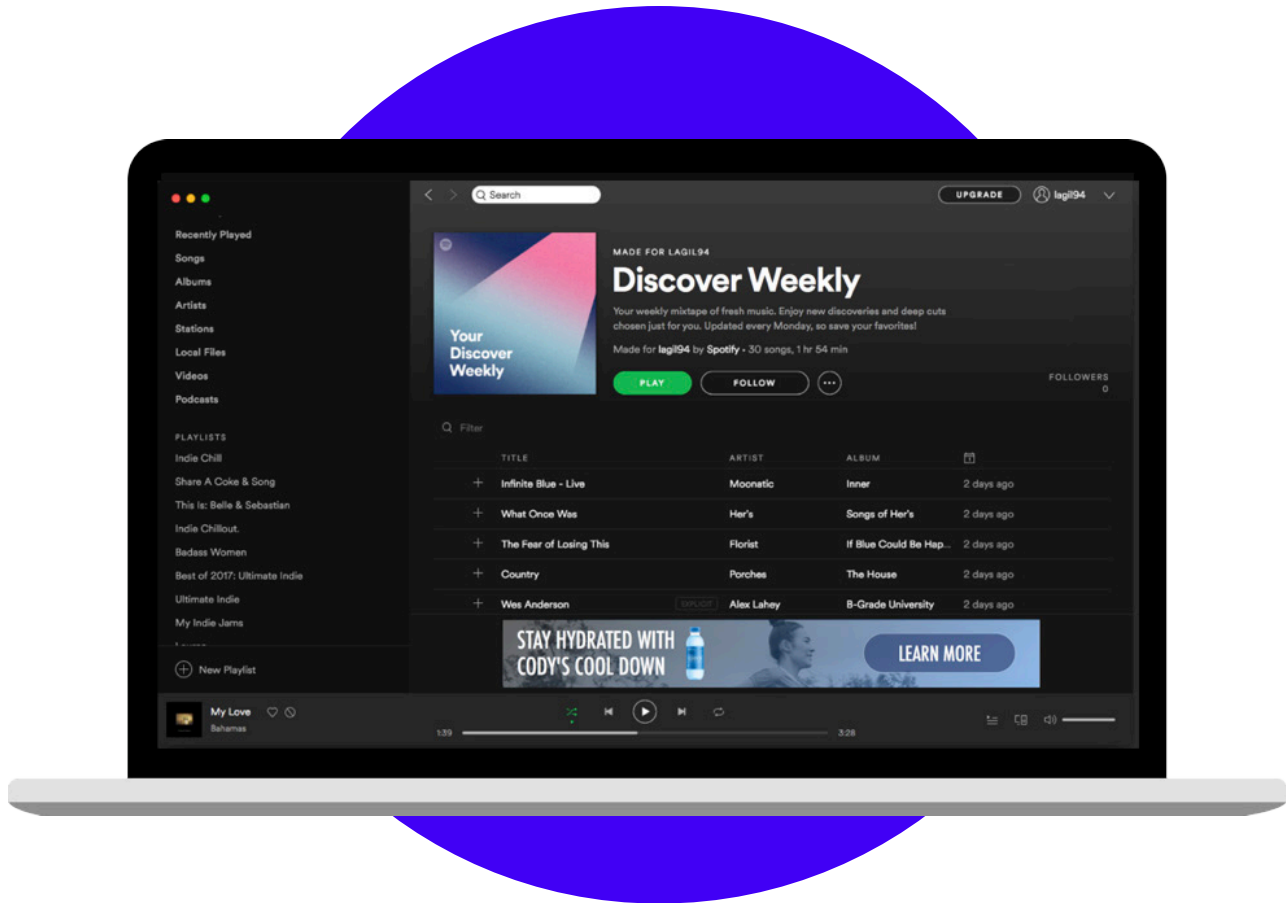 Search
UPGRADE
lagil94
Recently Played
Songs
Albums
Artists
Stations
Local Files
Videos
Podcasts
PLAYLISTS
Indie Chill
Share A Coke & Song
This Is: Belle & Sebastian
Indie Chillout.
Badass Women
Best of 2017: Ultimate Indie
Ultimate Indie
My Indie Jams
New Playlist
Your
Discover
Weekly
MADE FOR LAGIL94
Discover Weekly
Your weekly mixtape of fresh music. Enjoy new discoveries and deep cuts
chosen just for you. Updated every Monday, so save your favorites!
Made for lagil94 by Spotify • 30 songs, 1 hr 54 min
PLAY
FOLLOW
FOLLOWERS
0
Filter
TITLE ARTIST ALBUM
Infinite Blue - Live Moonatic Inner 2 days ago
What Once Was Her's Songs of Her's 2 days ago
The Fear of Losing This Florist If Blue Could Be Hap... 2 days ago
Country Porches The House 2 days ago
Wes Anderson EXPLICIT Alex Lahey B-Grade University 2 days ago
STAY HYDRATED WITH
CODY'S COOL DOWN
LEARN MORE
My Love
Bahamas
1:39
3:28